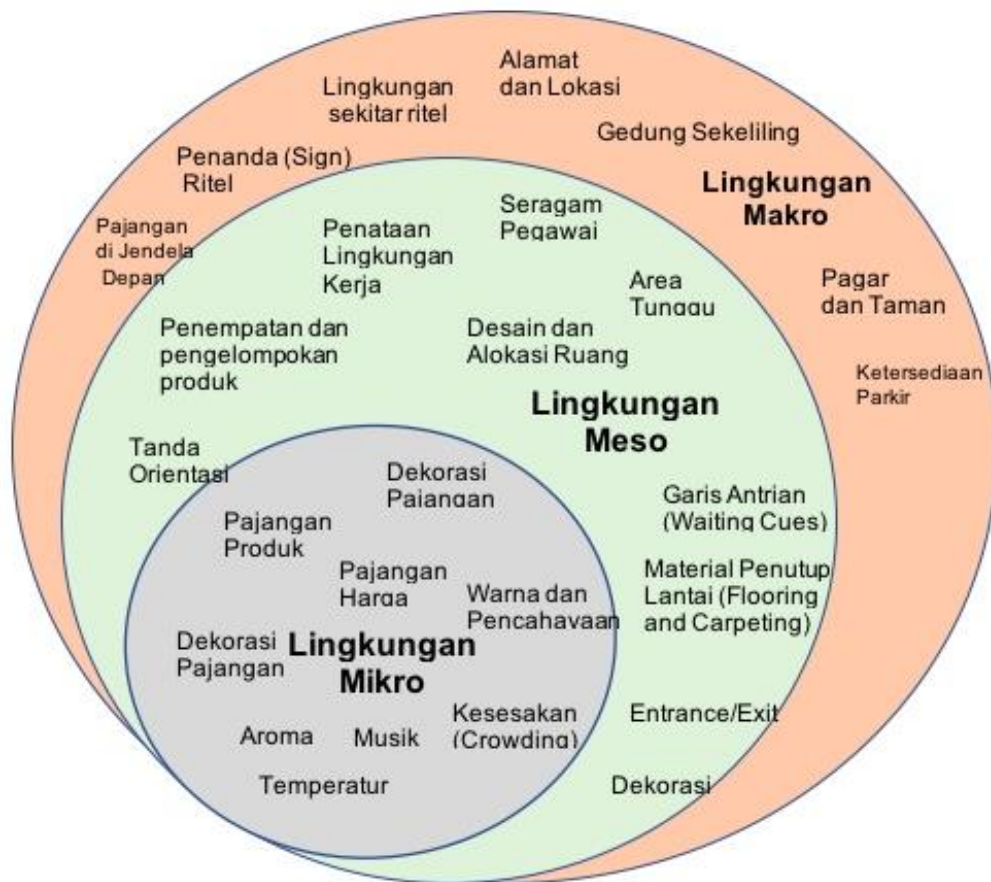 Alamat
dan Lokasi
Lingkungan
sekitar ritel
Gedung Sekeliling
Penanda (Sign)
Ritel
Lingkungan
Makro
Pajangan
di Jendela
Depan
Pagar
dan Taman
Ketersediaan
Parkir
Seragam
Pegawai
Penataan
Lingkungan
Kerja
Area
Tunggu
Penempatan dan
pengelompokan
produk
Desain dan
Alokasi Ruang
Lingkungan
Meso
Tanda
Orientasi
Garis Antrian
(Waiting Cues)
Material Penutup
Lantai (Flooring
and Carpeting)
Entrance/Exit
Dekorasi
Dekorasi
Pajangan
Pajangan
Produk
Pajangan
Harga
Warna dan
Pencahayaan
Dekorasi
Pajangan
Lingkungan
Mikro
Aroma
Musik
Kesesakan
(Crowding)
Temperatur